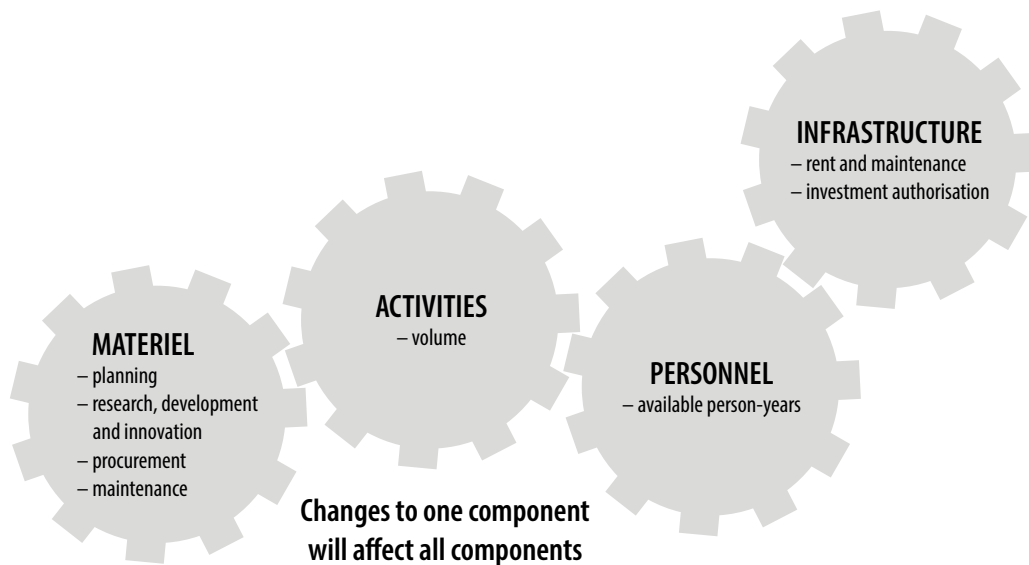 INFRASTRUCTURE
– rent and maintenance
– investment authorisation
ACTIVITIES
– volume
MATERIEL
– planning
– research, development
and innovation
– procurement
– maintenance
PERSONNEL
– available person-years
Changes to one component
will affect all components